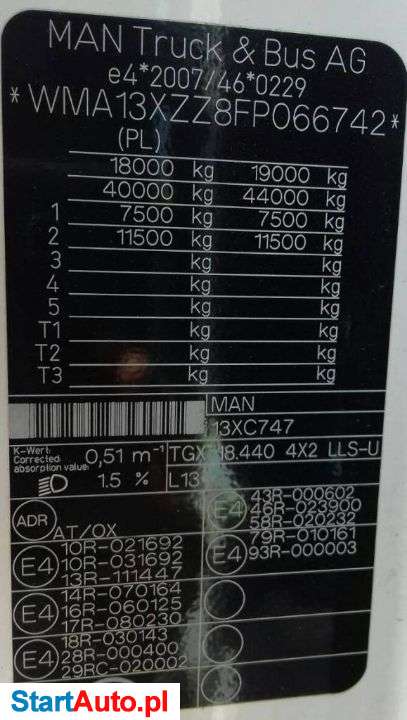 MAN Truck & Bus AG
e4*2007/46*0229
*WMA13XZZ8FP066742*
(PL)
18000 kg 19000 kg
40000 kg 44000 kg
1 7500 kg 7500 kg
2 11500 kg 11500 kg
3 kg kg
4 kg kg
5 kg kg
T1 kg kg
T2 kg kg
T3 kg kg
MAN
13XC747
K-Wert:
Corrected
absorption value:
0,51 m-1
TGX 18.440 4X2 LLS-U
1.5 %
L13
ADR
AT/OX
E4
10R-021692
10R-031692
13R-111447
E4
14R-070164
16R-060125
17R-080230
E4
18R-030143
28R-000400
29RC-020002
E4
43R-000602
46R-023900
58R-020232
E4
79R-010161
93R-000003
StartAuto.pl